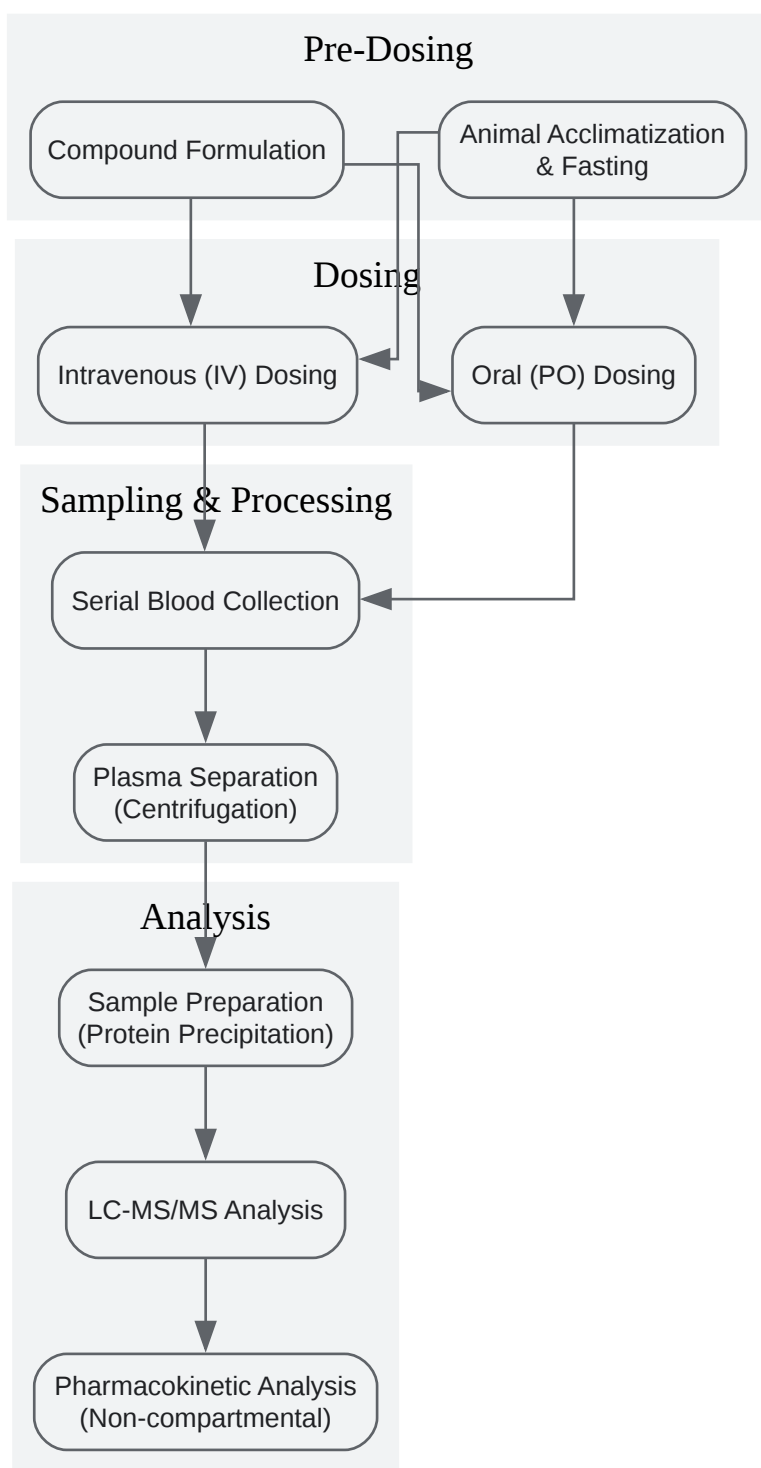 Pre-Dosing
Compound Formulation
Animal Acclimatization
& Fasting
Dosing
Intravenous (IV) Dosing
Oral (PO) Dosing
Sampling & Processing
Serial Blood Collection
Plasma Separation
(Centrifugation)
Analysis
Sample Preparation
(Protein Precipitation)
LC-MS/MS Analysis
Pharmacokinetic Analysis
(Non-compartmental)